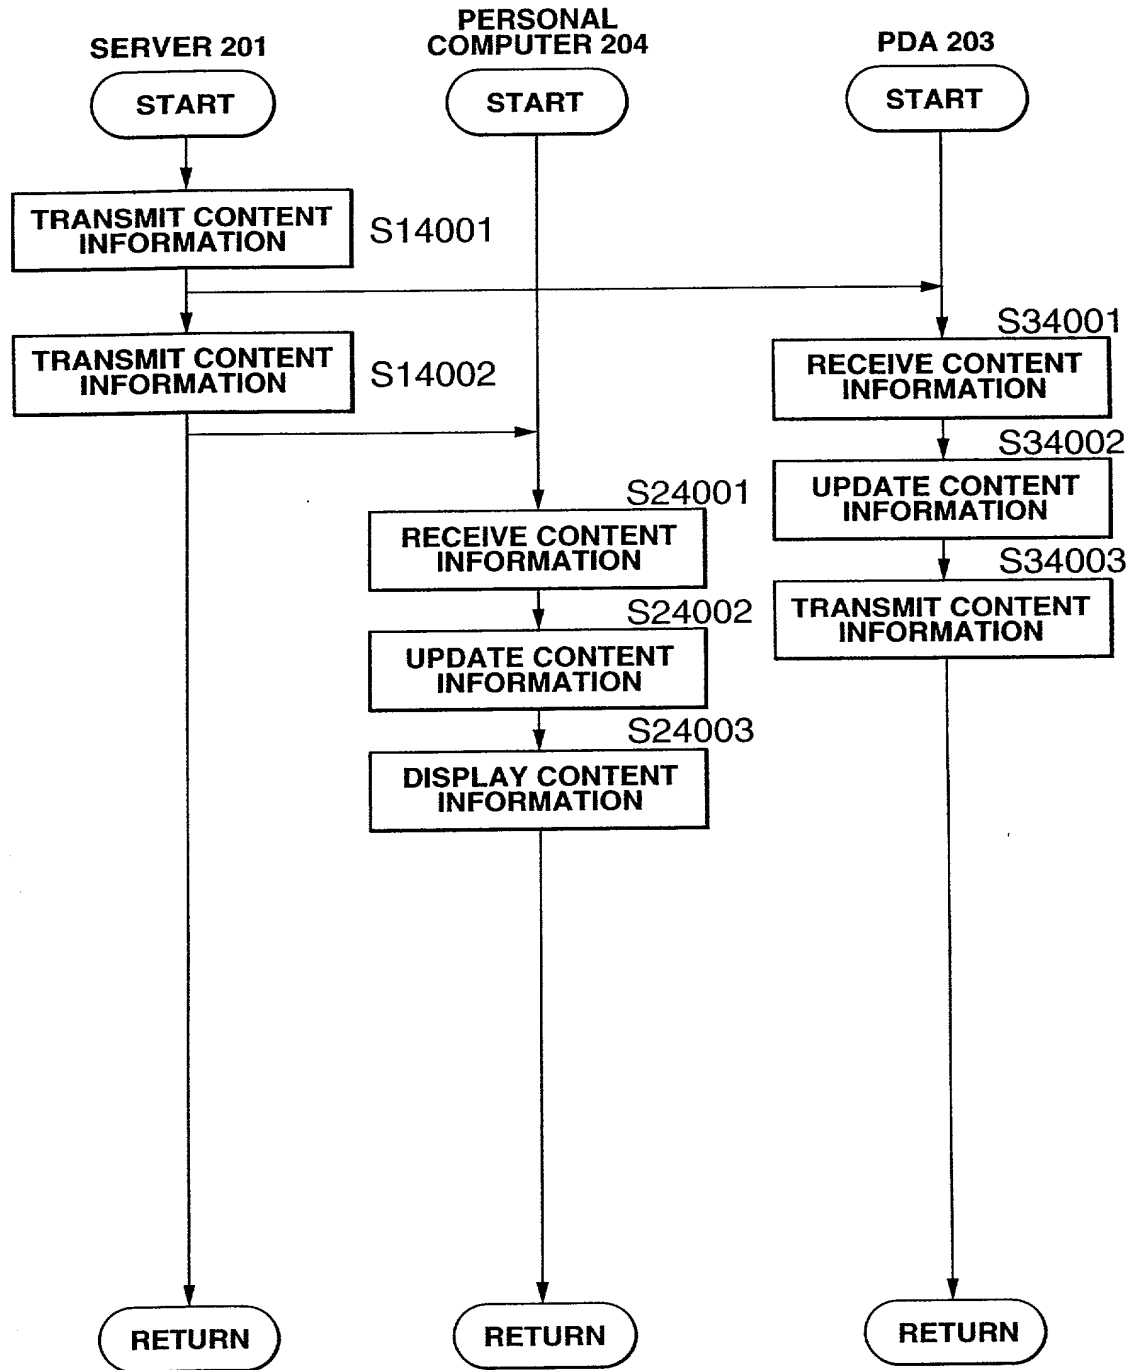 SERVER 201
PERSONAL
COMPUTER 204
PDA 203
START
START
START
TRANSMIT CONTENT
INFORMATION
S14001
TRANSMIT CONTENT
INFORMATION
S14002
S34001
RECEIVE CONTENT
INFORMATION
S34002
UPDATE CONTENT
INFORMATION
S34003
TRANSMIT CONTENT
INFORMATION
S24001
RECEIVE CONTENT
INFORMATION
S24002
UPDATE CONTENT
INFORMATION
S24003
DISPLAY CONTENT
INFORMATION
RETURN
RETURN
RETURN